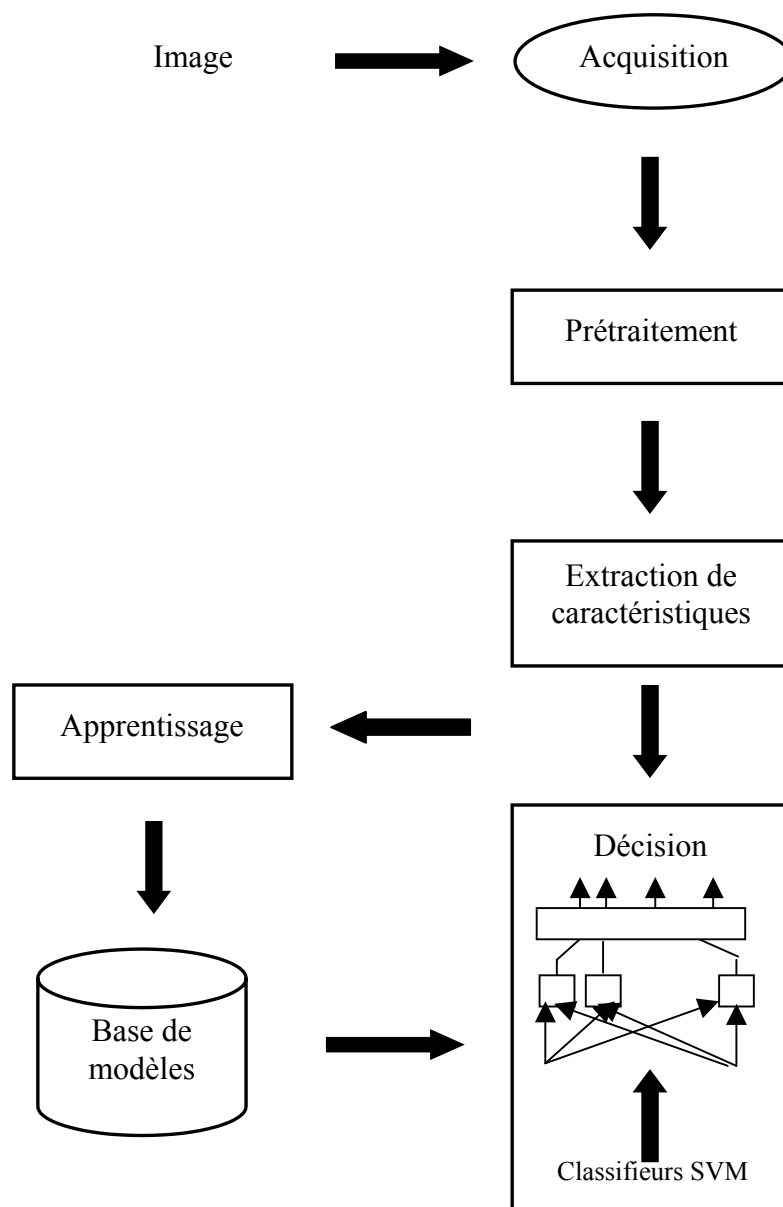 Image
Acquisition
Prétraitement
Extraction de
caractéristiques
Apprentissage
Décision
Base de
modèles
Classifieurs SVM